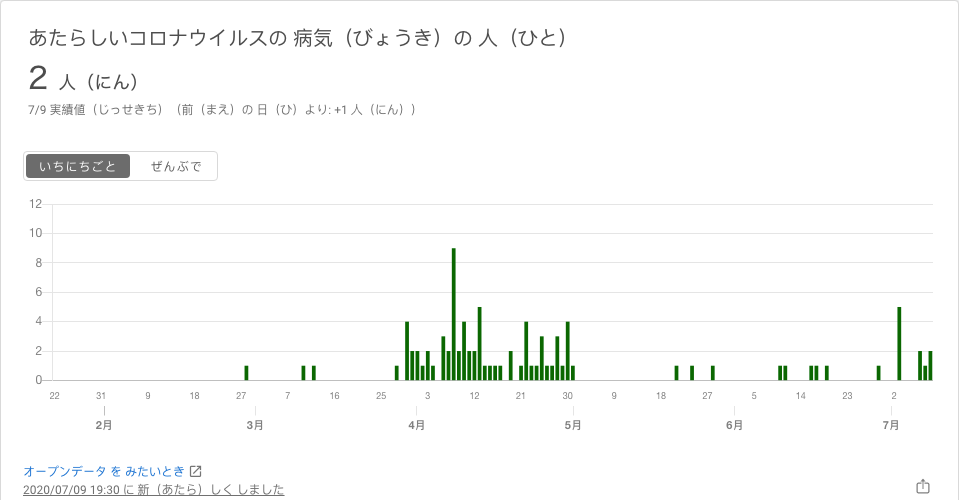 あたらしいコロナウイルスの 病気（びょうき）の 人（ひと）
2 人（にん）
7/9 実績値（じっせきち）（前（まえ）の 日（ひ）より: +1 人（にん））
いちにちごと ぜんぶで
12
10
8
6
4
2
0
22 31 9 18 27 7 16 25 3 12 21 30 9 18 27 5 14 23 2
2月 3月 4月 5月 6月 7月
オープンデータ を みたいとき
2020/07/09 19:30 に 新（あたら）しく しました